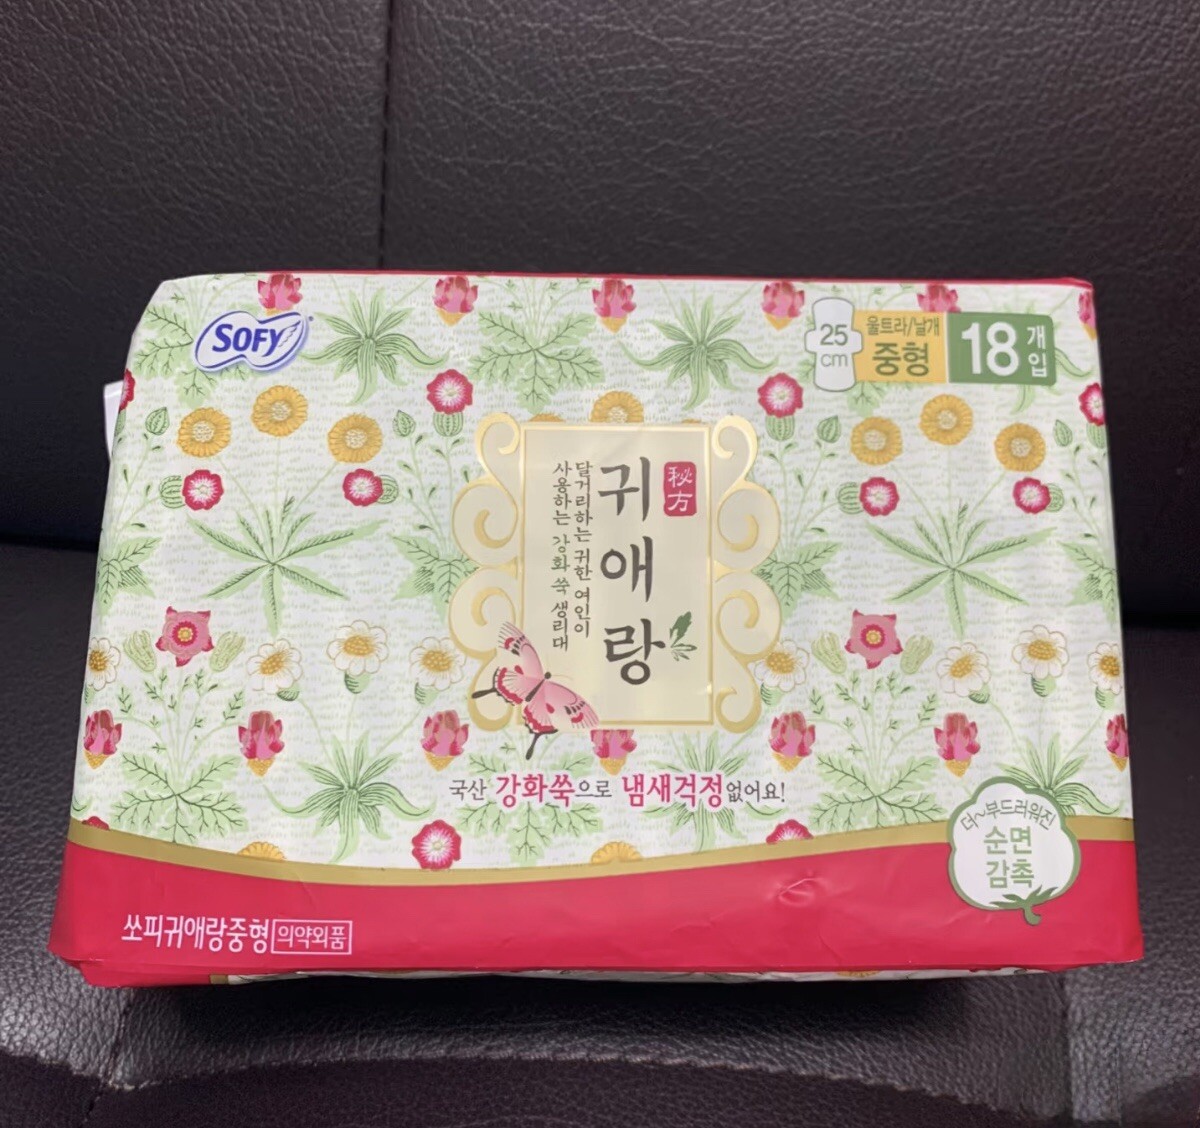 SOFY
25
cm
울트라/날개
중형
18
개
입
秘方
귀애랑
달거리하는 귀한 여인이
사용하는 강화 쑥 생리대
국산 강화쑥으로 냄새걱정없어요!
더~부드러워진
순면
감촉
쏘피귀애랑중형 의약외품